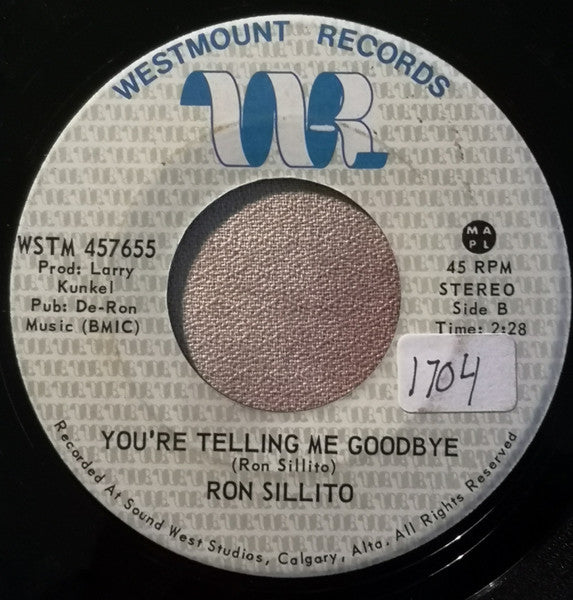 WESTMOUNT RECORDS
WR
WSTM 457655
Prod: Larry
Kunkel
Pub: De-Ron
Music (BMIC)
M A
P L
45 RPM
STEREO
Side B
Time: 2:28
1704
YOU'RE TELLING ME GOODBYE
(Ron Sillito)
RON SILLITO
Recorded At Sound West Studios, Calgary, Alta. All Rights Reserved